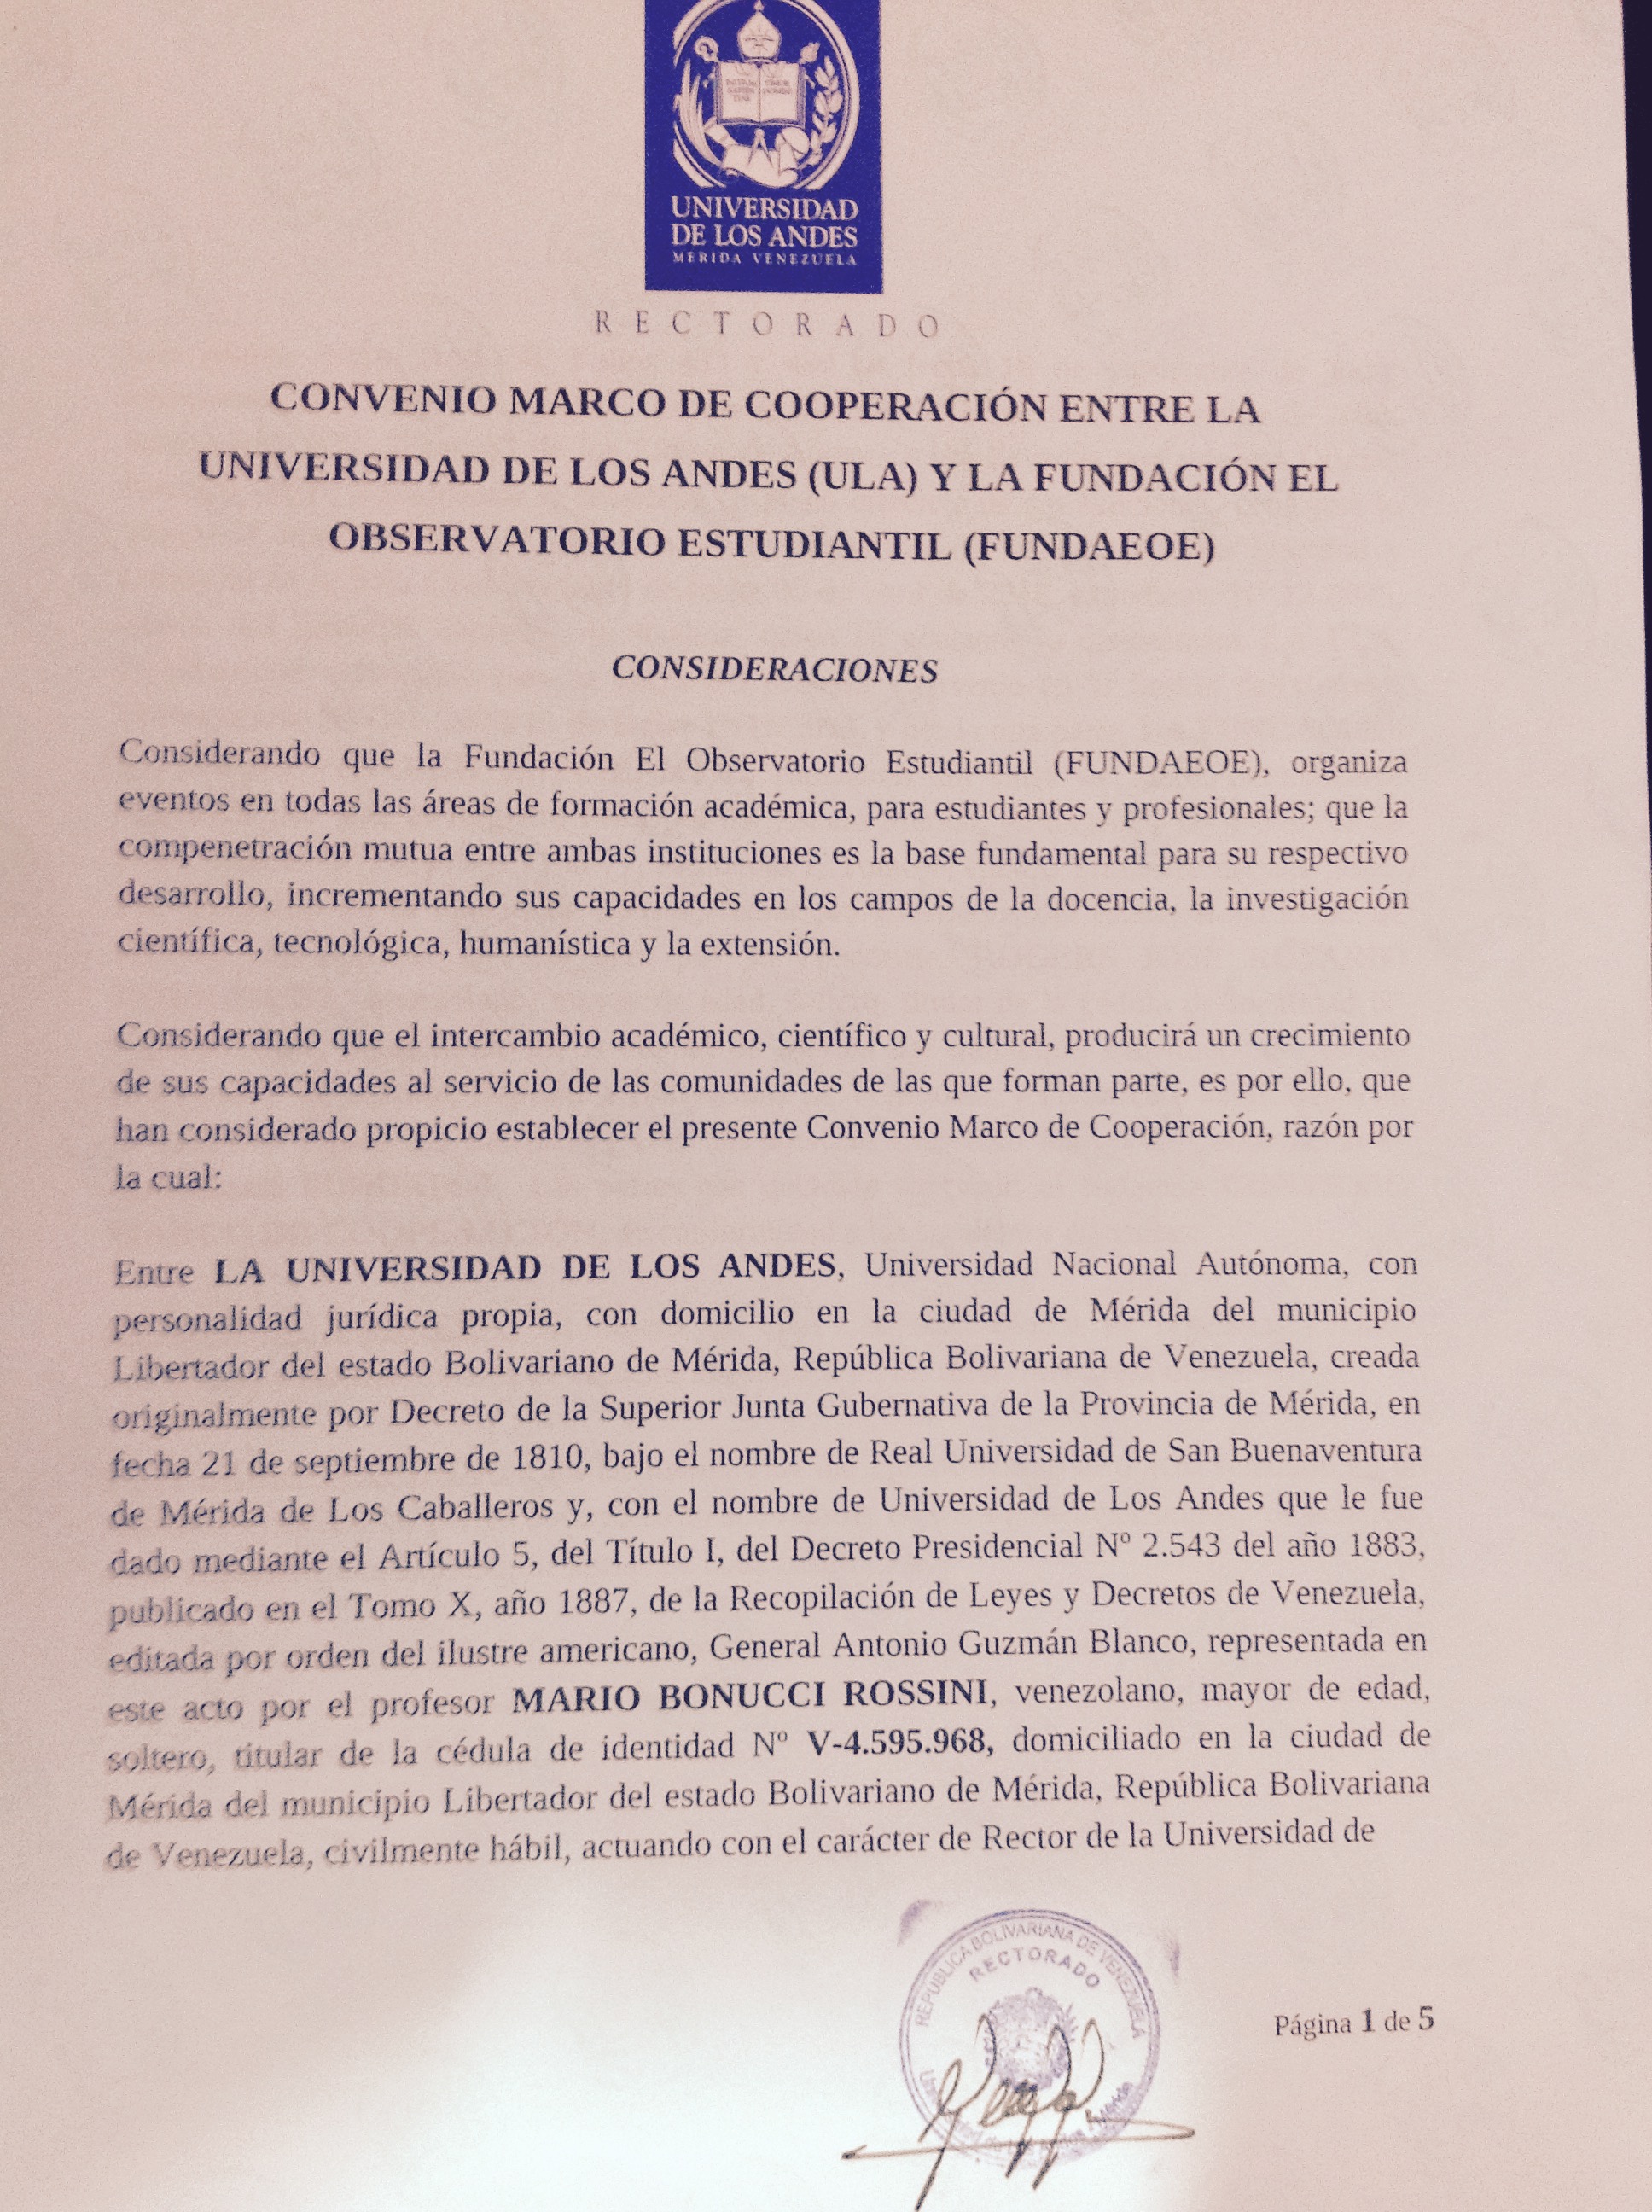 UNIVERSIDAD
DE LOS ANDES
MERIDA VENEZUELA
RECTORADO
CONVENIO MARCO DE COOPERACIÓN ENTRE LA
UNIVERSIDAD DE LOS ANDES (ULA) Y LA FUNDACIÓN EL
OBSERVATORIO ESTUDIANTIL (FUNDAEOE)
CONSIDERACIONES
Considerando que la Fundación El Observatorio Estudiantil (FUNDAEOE), organiza
eventos en todas las áreas de formación académica, para estudiantes y profesionales; que la
compenetración mutua entre ambas instituciones es la base fundamental para su respectivo
desarrollo, incrementando sus capacidades en los campos de la docencia, la investigación
científica, tecnológica, humanística y la extensión.
Considerando que el intercambio académico, científico y cultural, producirá un crecimiento
de sus capacidades al servicio de las comunidades de las que forman parte, es por ello, que
han considerado propicio establecer el presente Convenio Marco de Cooperación, razón por
la cual:
Entre LA UNIVERSIDAD DE LOS ANDES, Universidad Nacional Autónoma, con
personalidad jurídica propia, con domicilio en la ciudad de Mérida del municipio
Libertador del estado Bolivariano de Mérida, República Bolivariana de Venezuela, creada
originalmente por Decreto de la Superior Junta Gubernativa de la Provincia de Mérida, en
fecha 21 de septiembre de 1810, bajo el nombre de Real Universidad de San Buenaventura
de Mérida de Los Caballeros y, con el nombre de Universidad de Los Andes que le fue
dado mediante el Artículo 5, del Título I, del Decreto Presidencial Nº 2.543 del año 1883,
publicado en el Tomo X, año 1887, de la Recopilación de Leyes y Decretos de Venezuela,
editada por orden del ilustre americano, General Antonio Guzmán Blanco, representada en
este acto por el profesor MARIO BONUCCI ROSSINI, venezolano, mayor de edad,
soltero, titular de la cédula de identidad Nº V-4.595.968, domiciliado en la ciudad de
Mérida del municipio Libertador del estado Bolivariano de Mérida, República Bolivariana
de Venezuela, civilmente hábil, actuando con el carácter de Rector de la Universidad de
REPÚBLICA BOLIVARIANA DE VENEZUELA
RECTORADO
Página 1 de 5